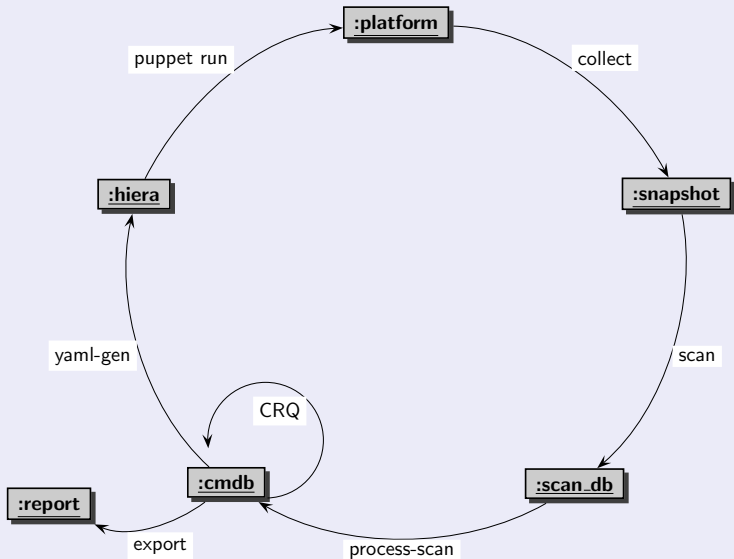 :platform
puppet run
collect
:hiera
:snapshot
yaml-gen
scan
CRQ
:cmdb
:scan_db
:report
export
process-scan